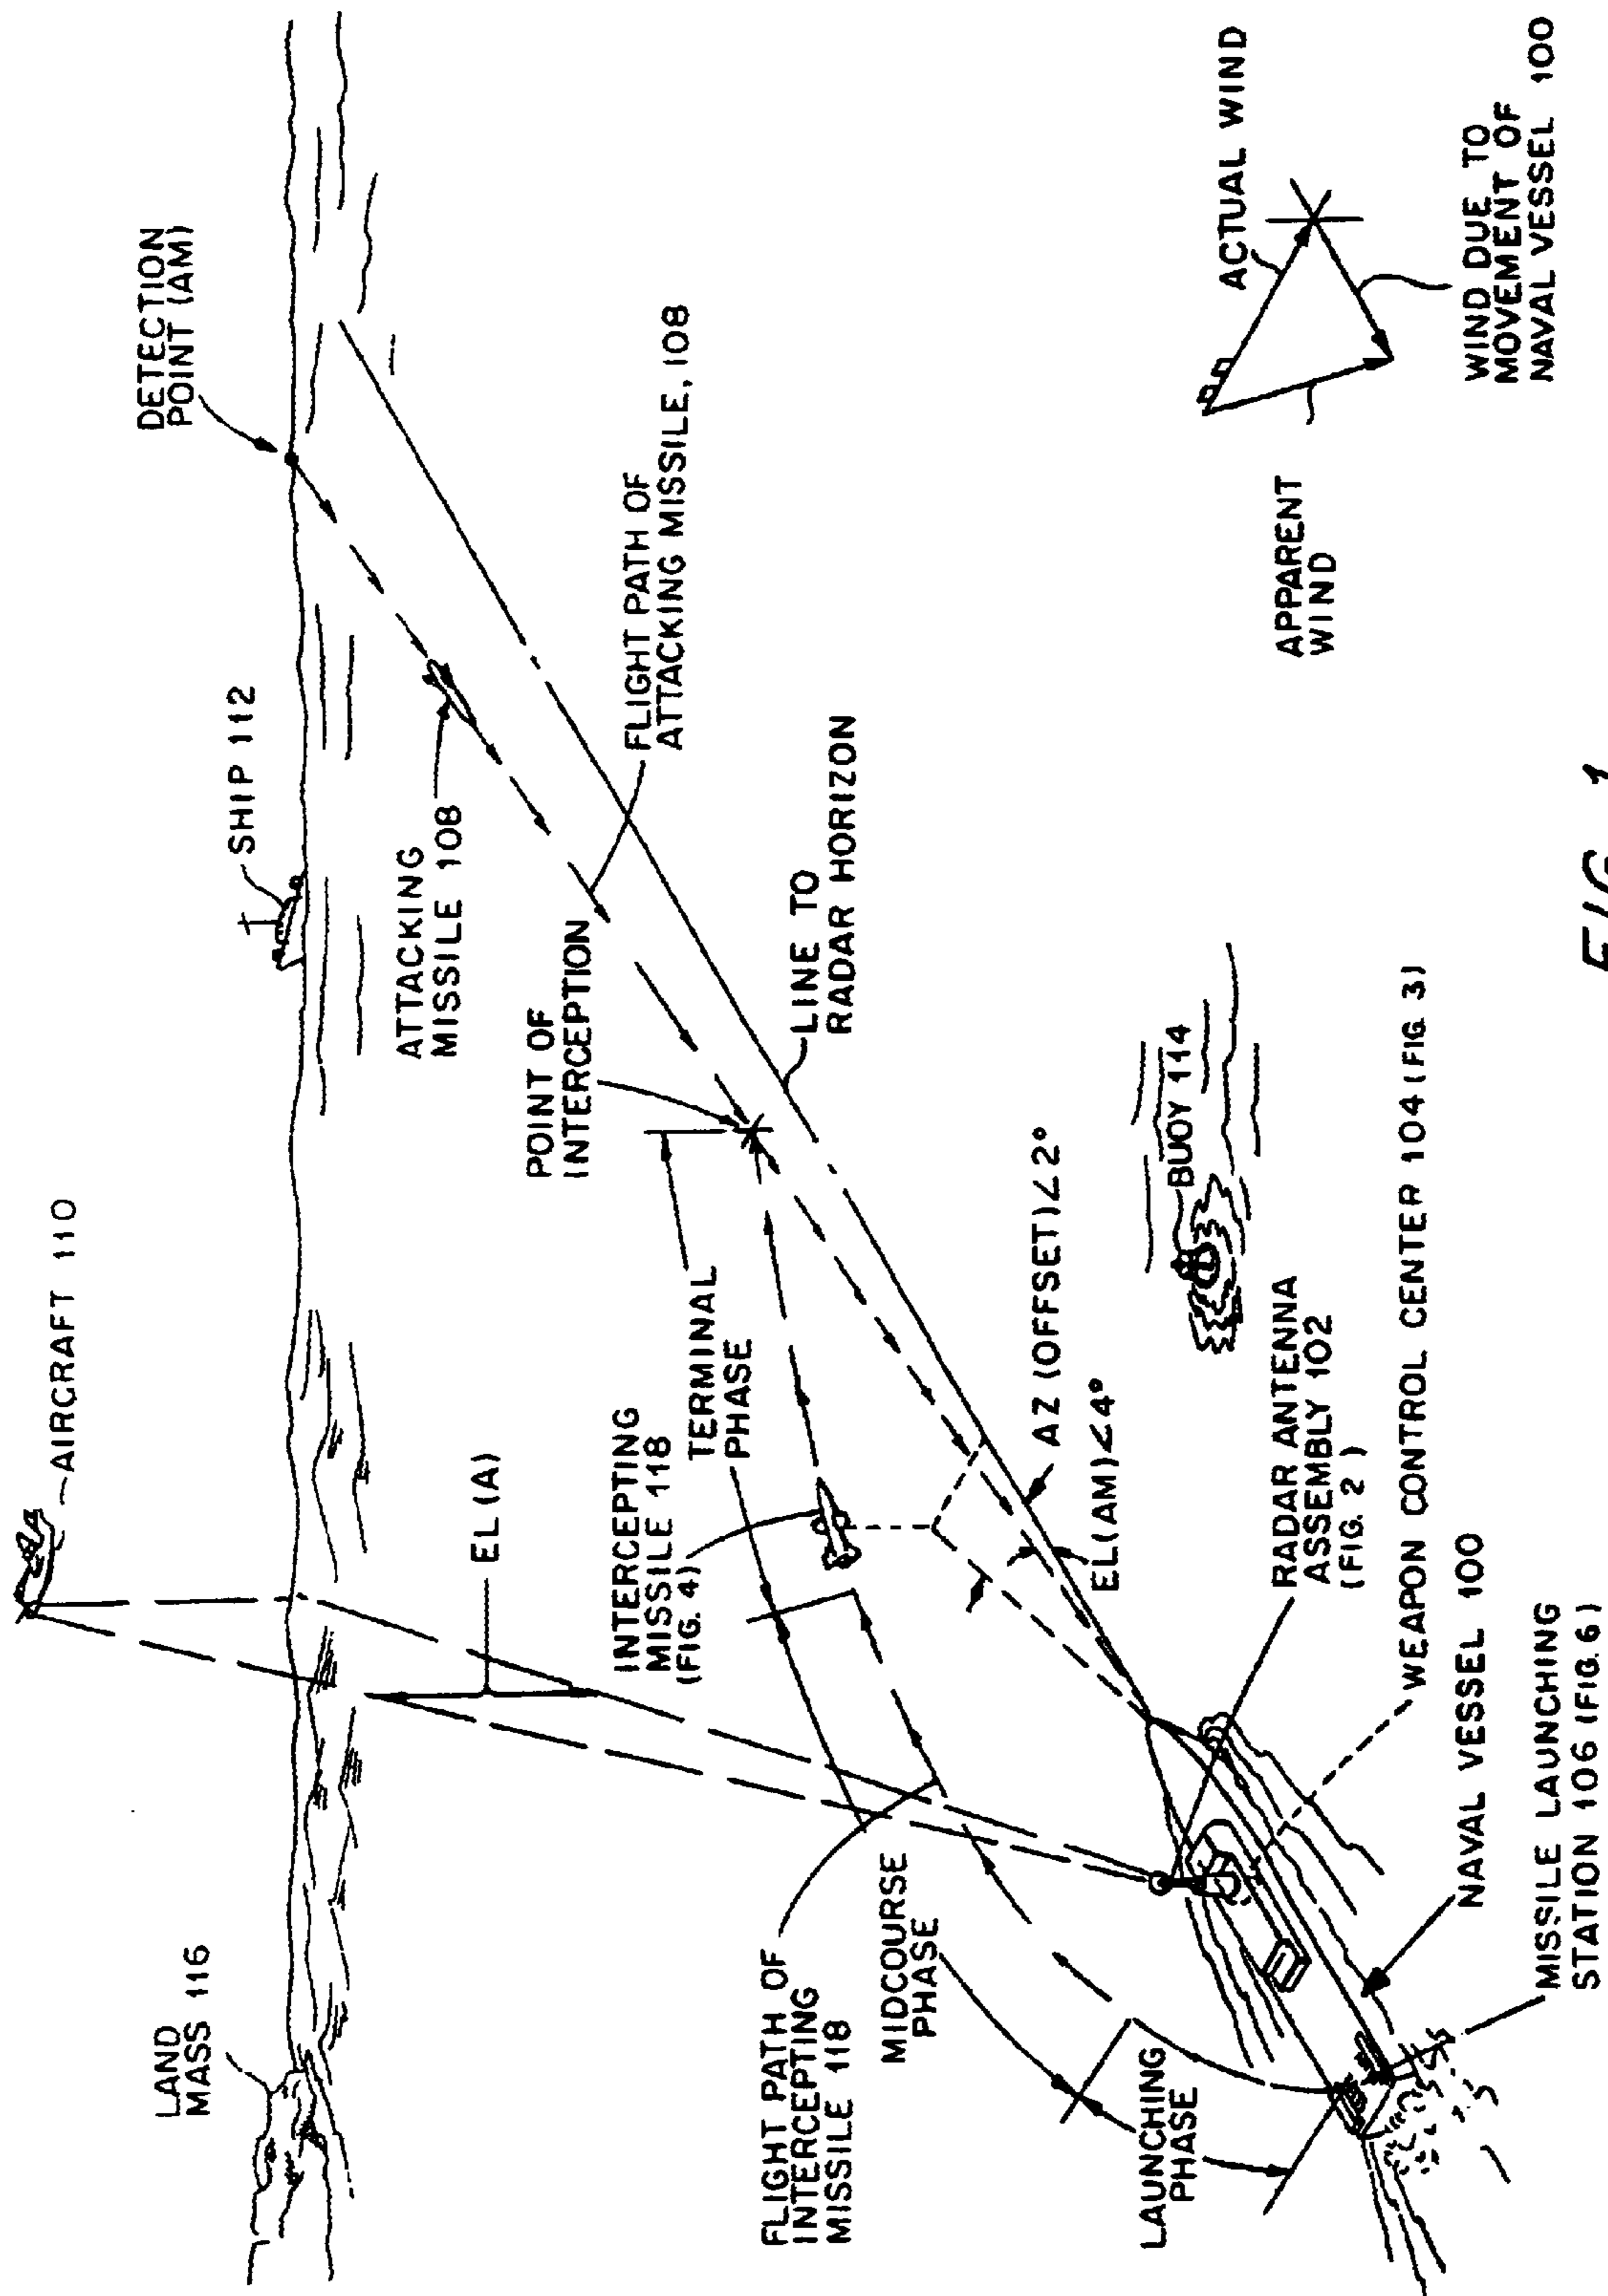 LAND
MASS 116
AIRCRAFT 110
SHIP 112
DETECTION
POINT (AM)
EL (A)
ATTACKING
MISSILE 108
FLIGHT PATH OF
ATTACKING MISSILE, 108
POINT OF
INTERCEPTION
INTERCEPTING
MISSILE 118
(FIG. 4)
TERMINAL
PHASE
LINE TO
RADAR HORIZON
FLIGHT PATH OF
INTERCEPTING
MISSILE 118
MIDCOURSE
PHASE
LAUNCHING
PHASE
AZ (OFFSET)∠2°
EL(AM)∠4°
BUOY 114
RADAR ANTENNA
ASSEMBLY 102
(FIG. 2)
WEAPON CONTROL CENTER 104 (FIG. 3)
NAVAL VESSEL 100
MISSILE LAUNCHING
STATION 106 (FIG. 6)
ACTUAL WIND
APPARENT
WIND
WIND DUE TO
MOVEMENT OF
NAVAL VESSEL 100
FIG. 1